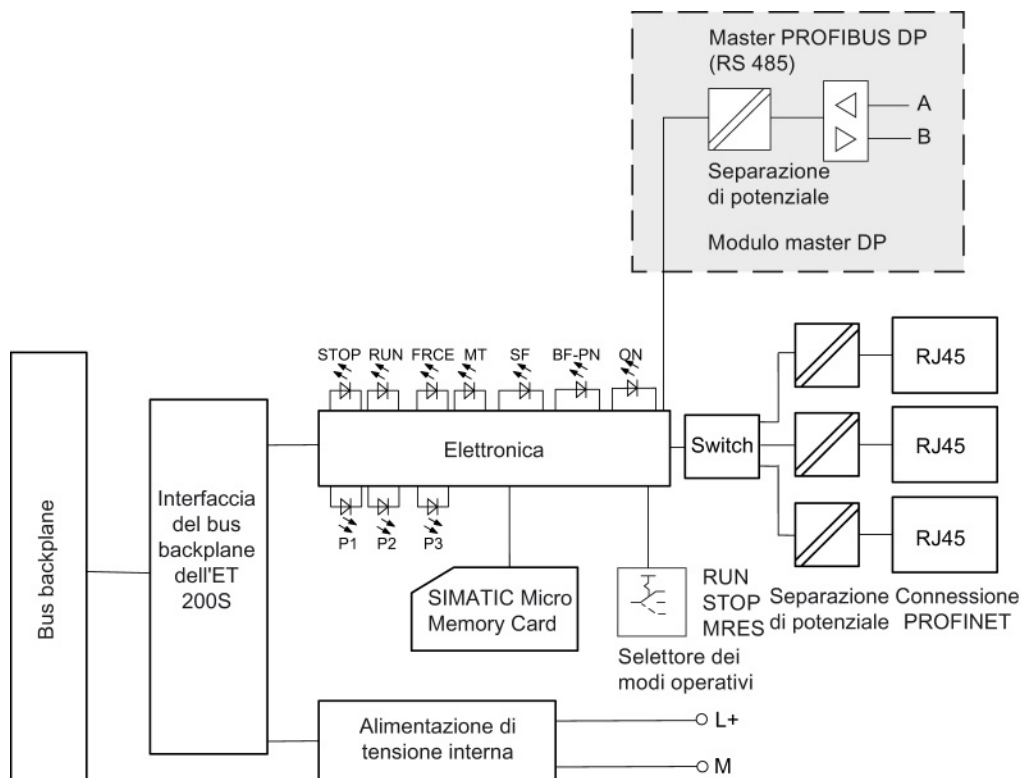 Master PROFIBUS DP
(RS 485)
A
B
Separazione
di potenziale
Modulo master DP
STOP RUN FRCE MT SF BF-PN ON
Elettronica
Switch
RJ45
RJ45
RJ45
P1 P2 P3
Bus backplane
Interfaccia
del bus
backplane
dell'ET
200S
SIMATIC Micro
Memory Card
RUN
STOP
MRES
Selettore dei
modi operativi
Separazione
di potenziale
Connessione
PROFINET
Alimentazione di
tensione interna
L+
M